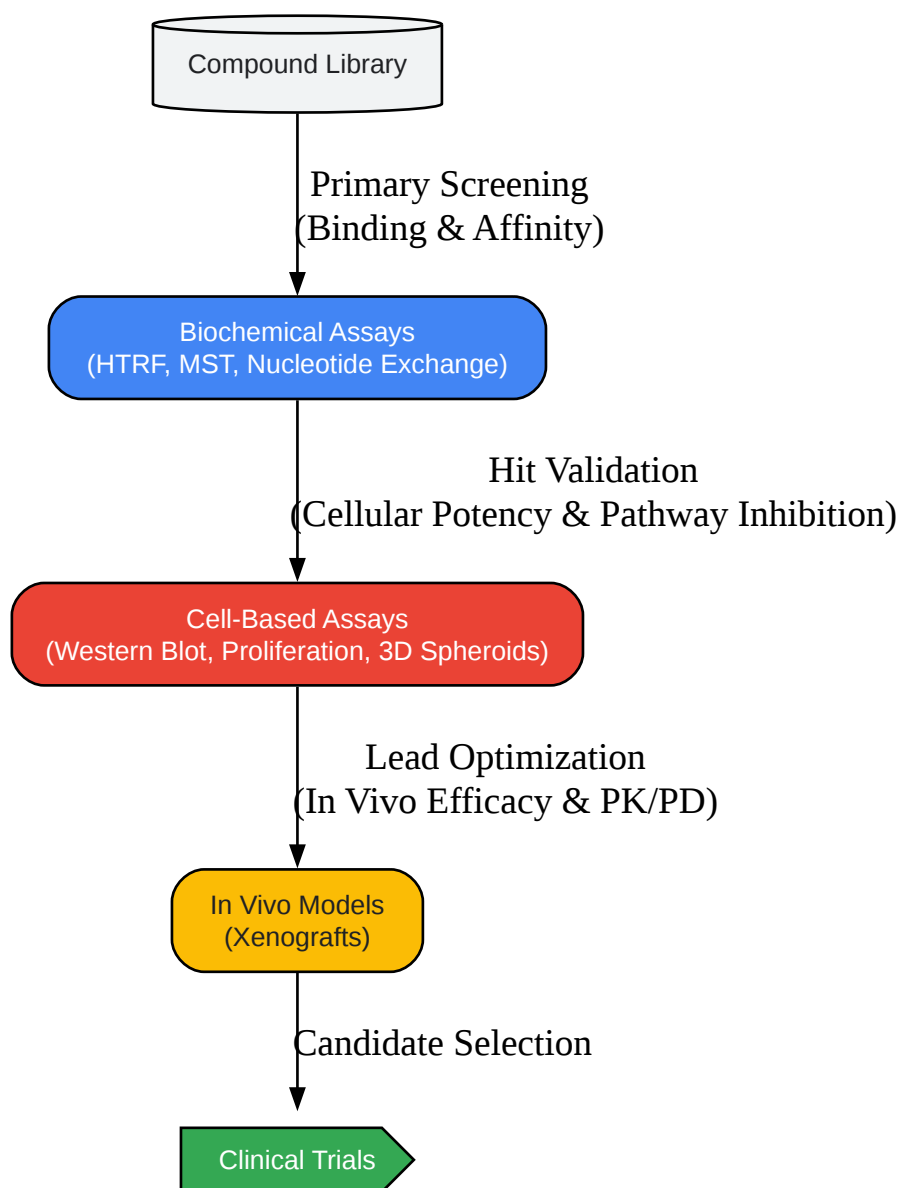 Compound Library
Primary Screening
(Binding & Affinity)
Biochemical Assays
(HTRF, MST, Nucleotide Exchange)
Hit Validation
(Cellular Potency & Pathway Inhibition)
Cell-Based Assays
(Western Blot, Proliferation, 3D Spheroids)
Lead Optimization
(In Vivo Efficacy & PK/PD)
In Vivo Models
(Xenografts)
Candidate Selection
Clinical Trials